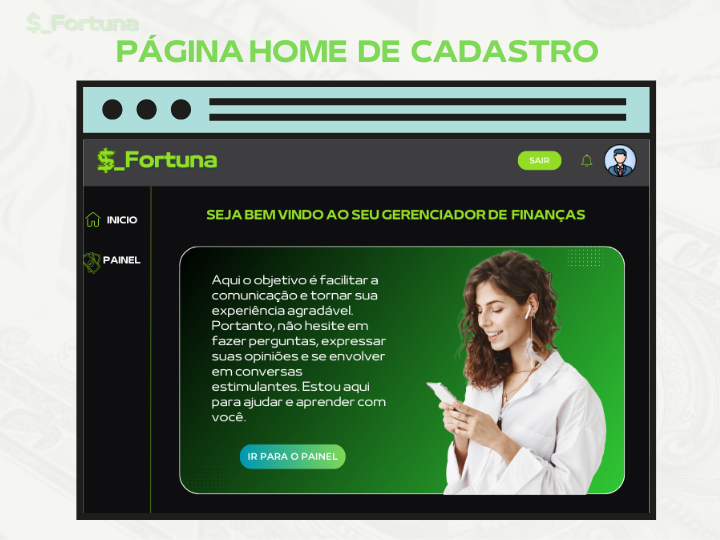 $_Fortuna
PÁGINA HOME DE CADASTRO
$_Fortuna
SAIR
INICIO
PAINEL
SEJA BEM VINDO AO SEU GERENCIADOR DE FINANÇAS
Aqui o objetivo é facilitar a
comunicação e tornar sua
experiência agradável.
Portanto, não hesite em
fazer perguntas, expressar
suas opiniões e se envolver
em conversas
estimulantes. Estou aqui
para ajudar e aprender com
você.
IR PARA O PAINEL